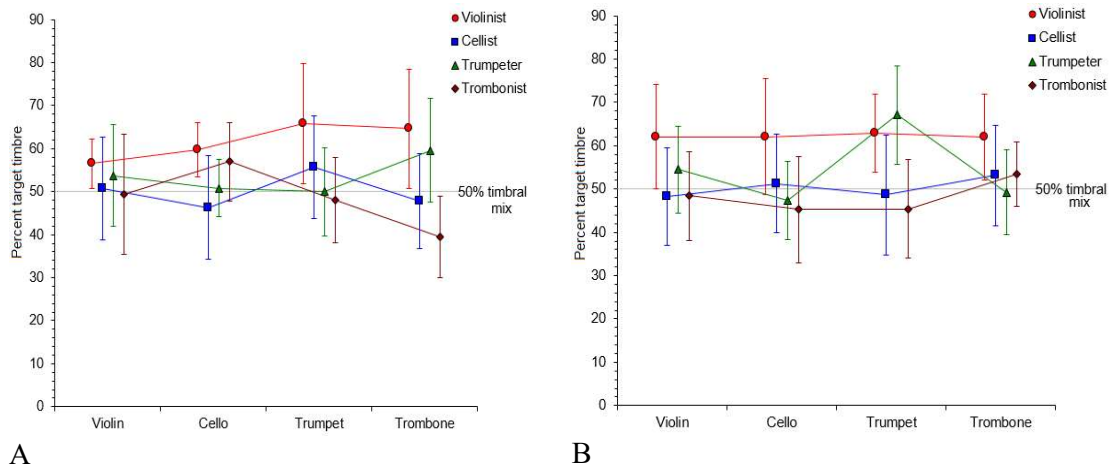 90
80
70
60
50
40
30
20
10
0
Percent target timbre
Violinist
Cellist
Trumpeter
Trombonist
50% timbral
mix
Violin Cello Trumpet Trombone
A
90
80
70
60
50
40
30
20
10
0
Percent target timbre
Violinist
Cellist
Trumpeter
Trombonist
50% timbral
mix
Violin Cello Trumpet Trombone
B